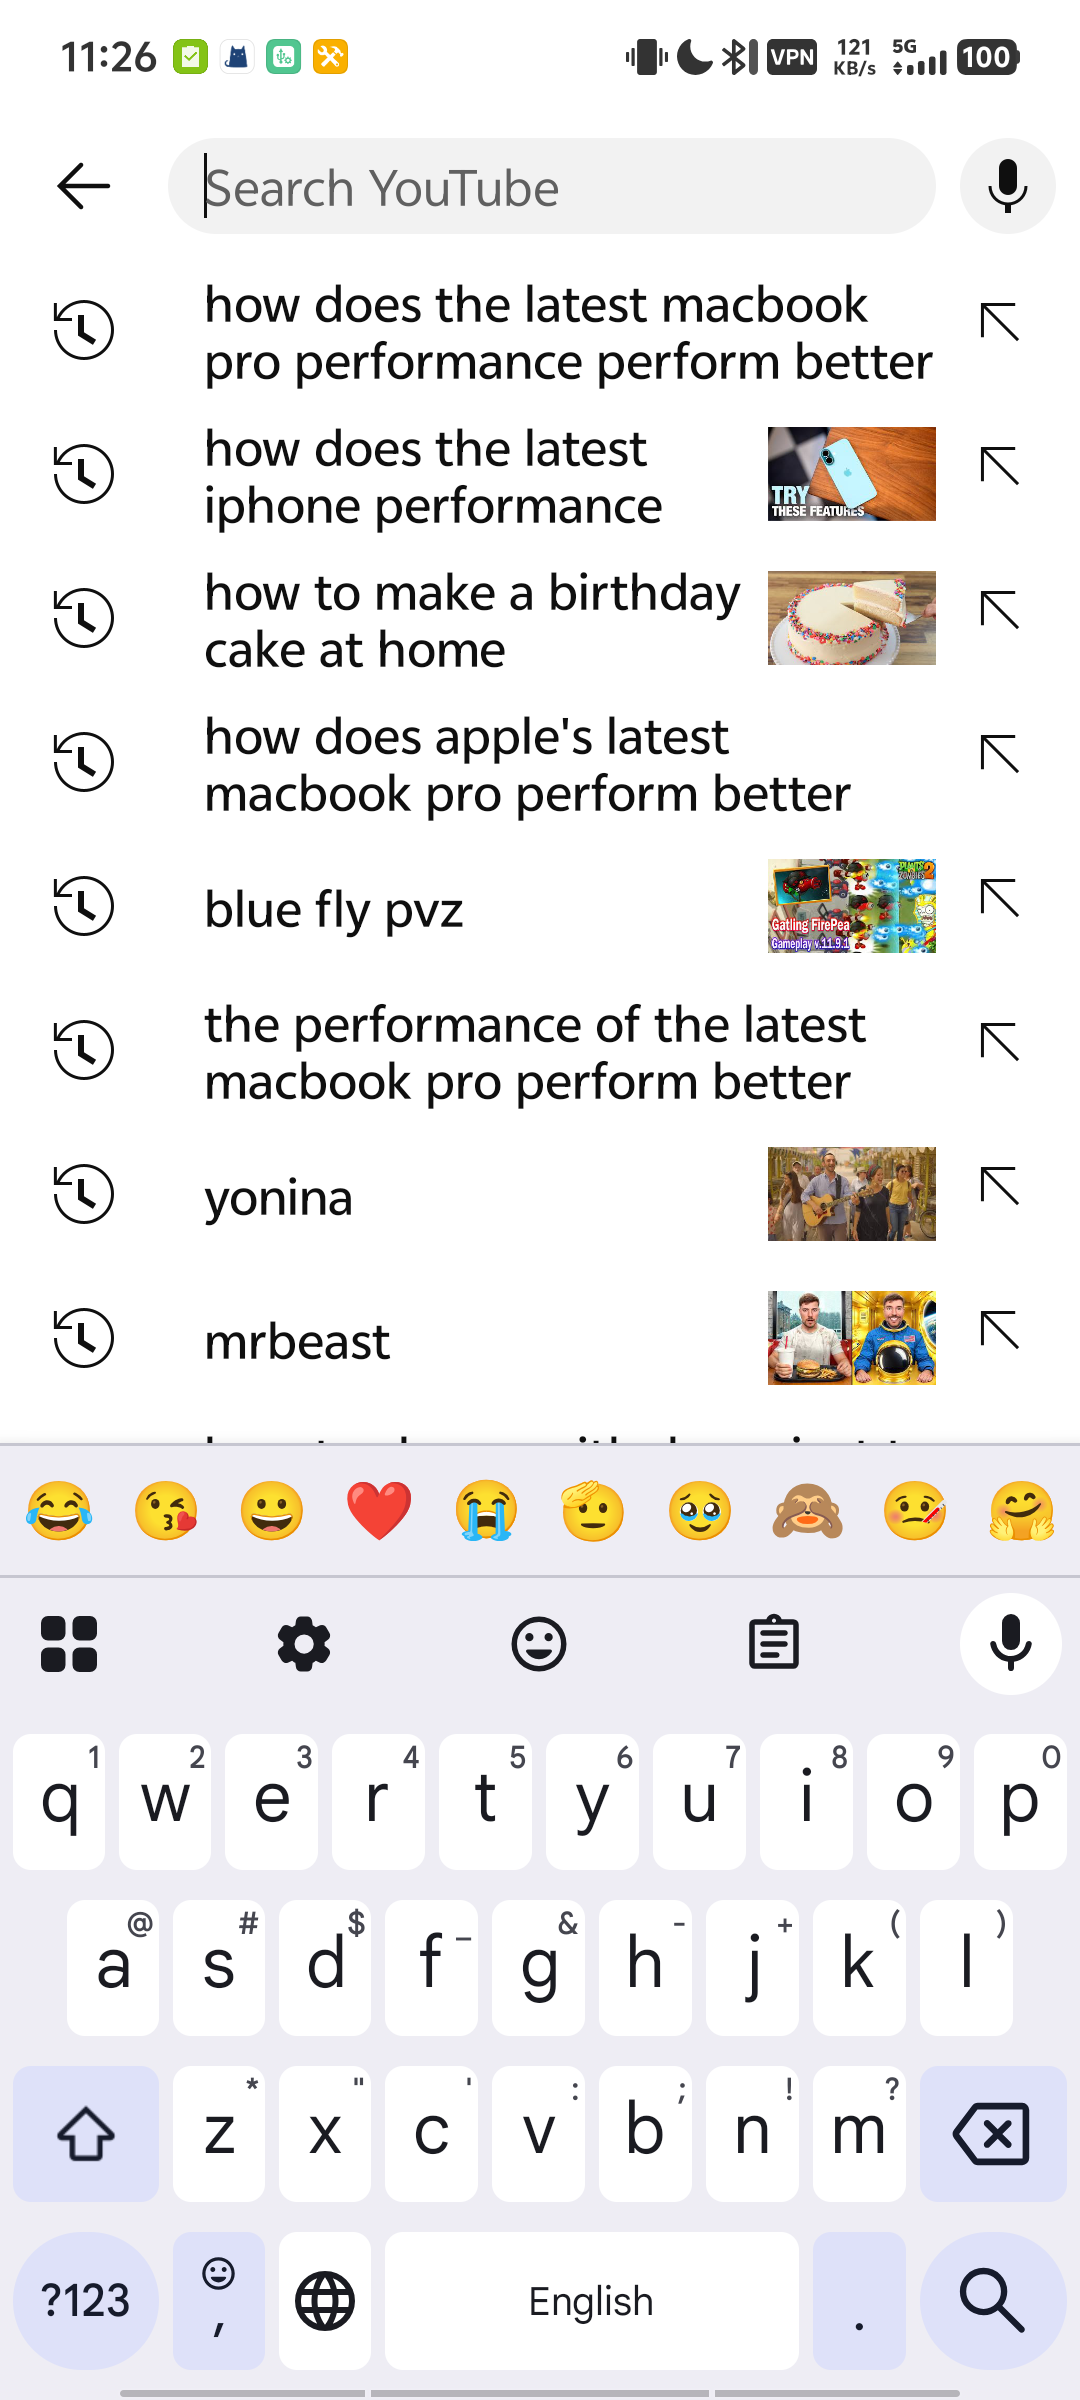 11:26
VPN
121
KB/s
5G
100
Search YouTube
how does the latest macbook
pro performance perform better
how does the latest
iphone performance
TRY
THESE FEATURES
how to make a birthday
cake at home
how does apple's latest
macbook pro perform better
blue fly pvz
PLANTS
ZOMBIES 2
Gatling FirePea
Gameplay v.11.9.1
the performance of the latest
macbook pro perform better
yonina
mrbeast
1 2 3 4 5 6 7 8 9 0
q w e r t y u i o p
@ # $ _ & - + ( )
a s d f g h j k l
* " ' : ; ! ?
z x c v b n m
?123 , English .